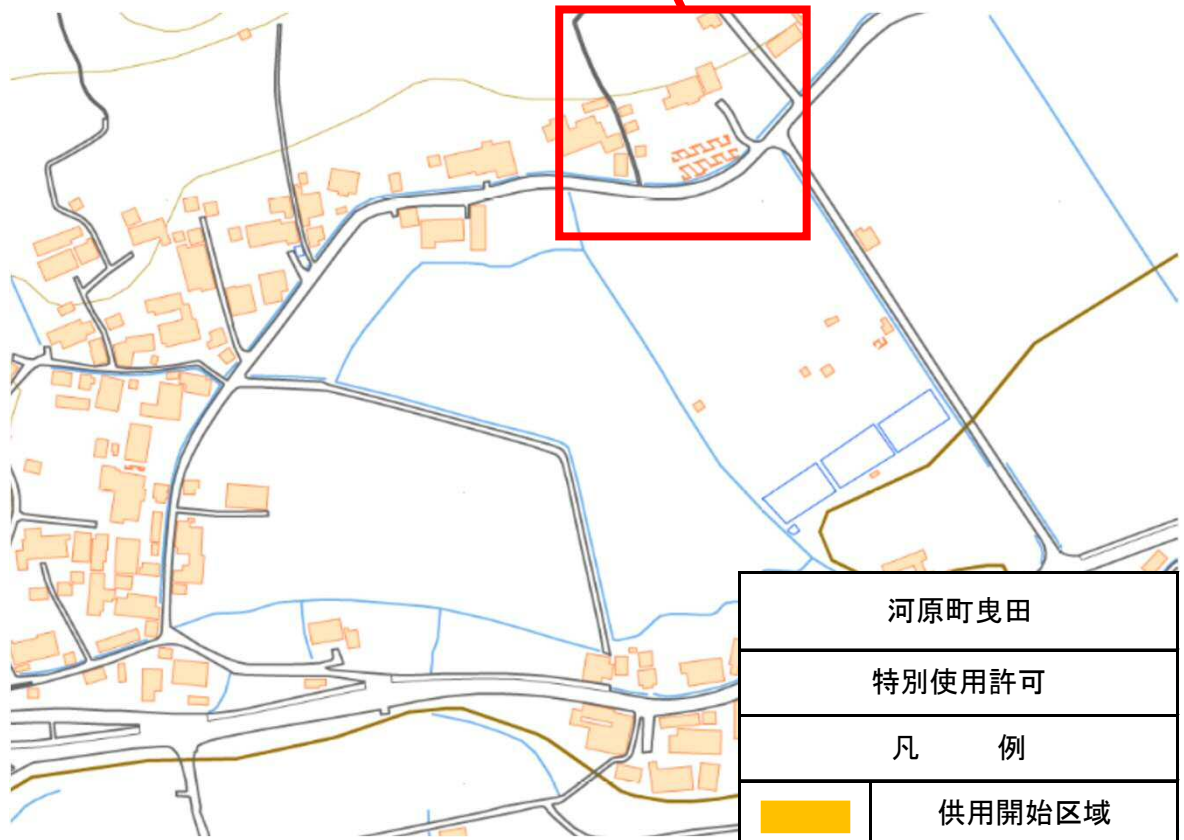 河原町曳田
特別使用許可
凡　例
供用開始区域